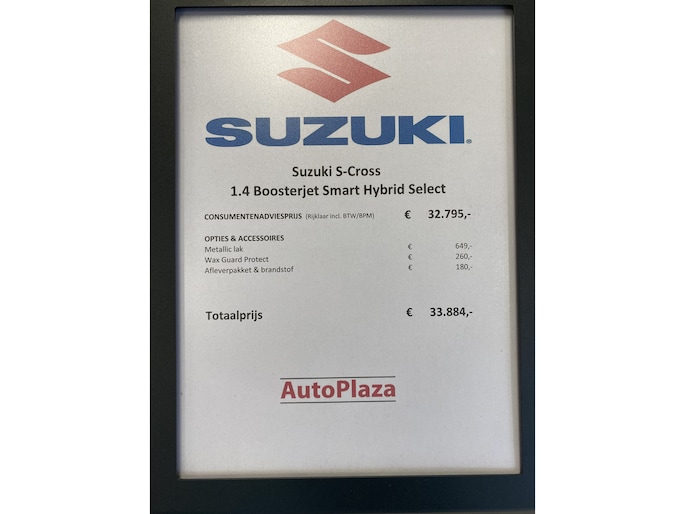 SUZUKI®
Suzuki S-Cross
1.4 Boosterjet Smart Hybrid Select
CONSUMENTENADVIESPRIJS (Rijklaar incl. BTW/BPM) € 32.795,-
OPTIES & ACCESSOIRES
Metallic lak € 649,-
Wax Guard Protect € 260,-
Afleverpakket & brandstof € 180,-
Totaalprijs € 33.884,-
AutoPlaza